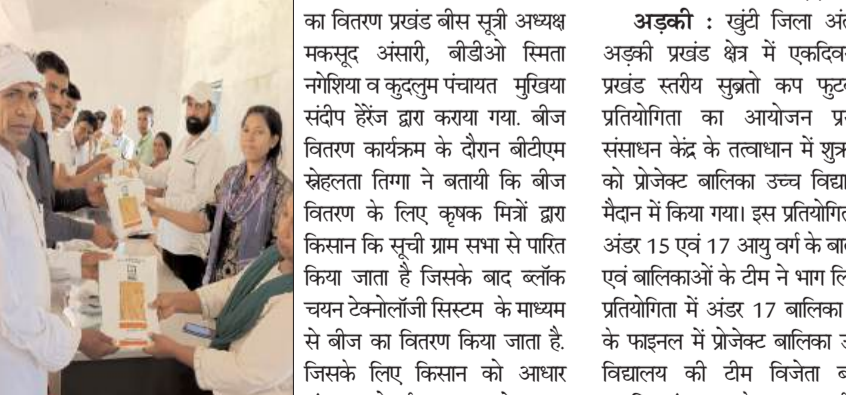 का वितरण प्रखंड बीस सूत्री अध्यक्ष
मकसूद अंसारी, बीडीओ स्मिता
नगेशिया व कुदलुम पंचायत मुखिया
संदीप हेरेंज द्वारा कराया गया. बीज
वितरण कार्यक्रम के दौरान बीटीएम
स्नेहलता तिग्गा ने बतायी कि बीज
वितरण के लिए कृषक मित्रों द्वारा
किसान कि सूची ग्राम सभा से पारित
किया जाता है जिसके बाद ब्लॉक
चयन टेक्नोलॉजी सिस्टम के माध्यम
से बीज का वितरण किया जाता है.
जिसके लिए किसान को आधार
अड़की : खुंटी जिला
अड़की प्रखंड क्षेत्र में
प्रखंड स्तरीय सुब्रतो कप
प्रतियोगिता का आयोजन
संसाधन केंद्र के तत्वाधान में
को प्रोजेक्ट बालिका उच्च
मैदान में किया गया। इस
अंडर 15 एवं 17 आयु वर्ग के
एवं बालिकाओं के टीम ने भाग
प्रतियोगिता में अंडर 17 बालिका
के फाइनल में प्रोजेक्ट बालिका
विद्यालय की टीम विजेता